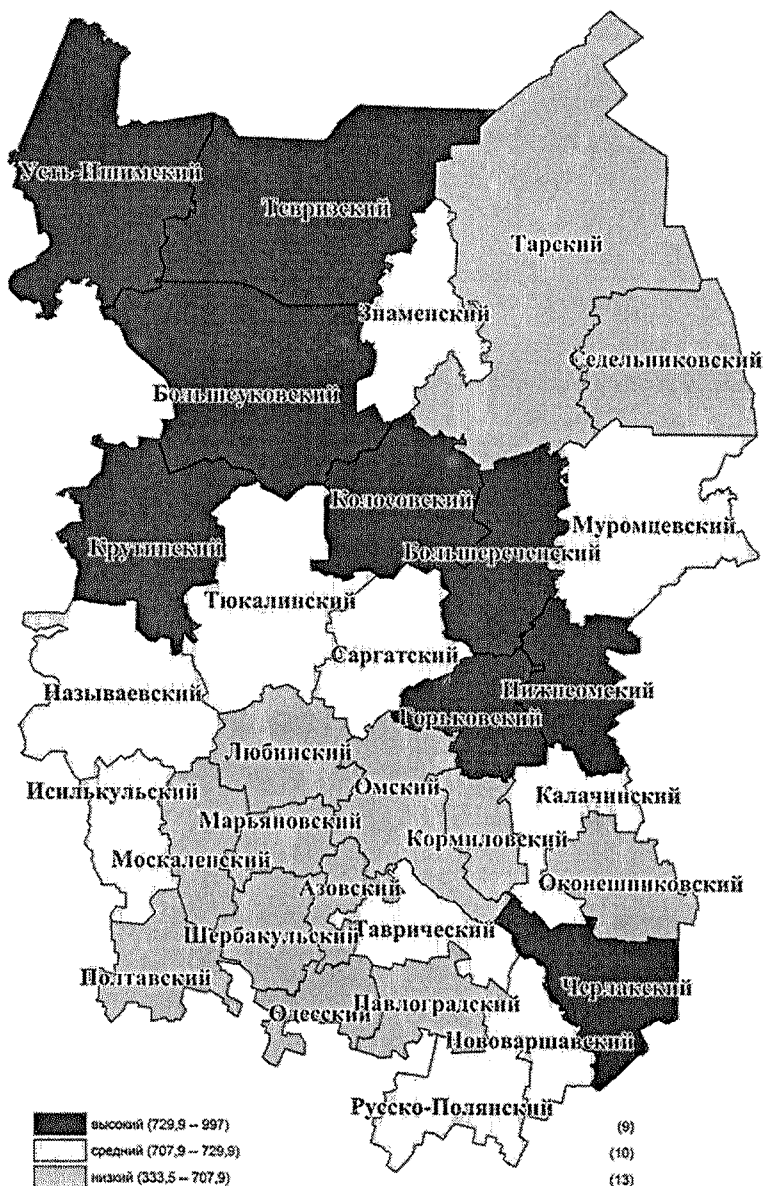 Усть-Ишимский
Тевризский
Тарский
Знаменский
Седельниковский
Большеуковский
Колосовский
Муромцевский
Крутинский
Большереченский
Тюкалинский
Саргатский
Называевский
Нижнеомский
Горьковский
Любинский
Омский
Исилькульский
Калачинский
Марьяновский
Кормиловский
Москаленский
Азовский
Оконешниковский
Шербакульский
Таврический
Полтавский
Черлакский
Одесский
Павлоградский
Нововаршавский
Русско-Полянский
высокий (729,9 – 997) (9)
средний (707,9 – 729,9) (10)
низкий (333,5 – 707,9) (13)